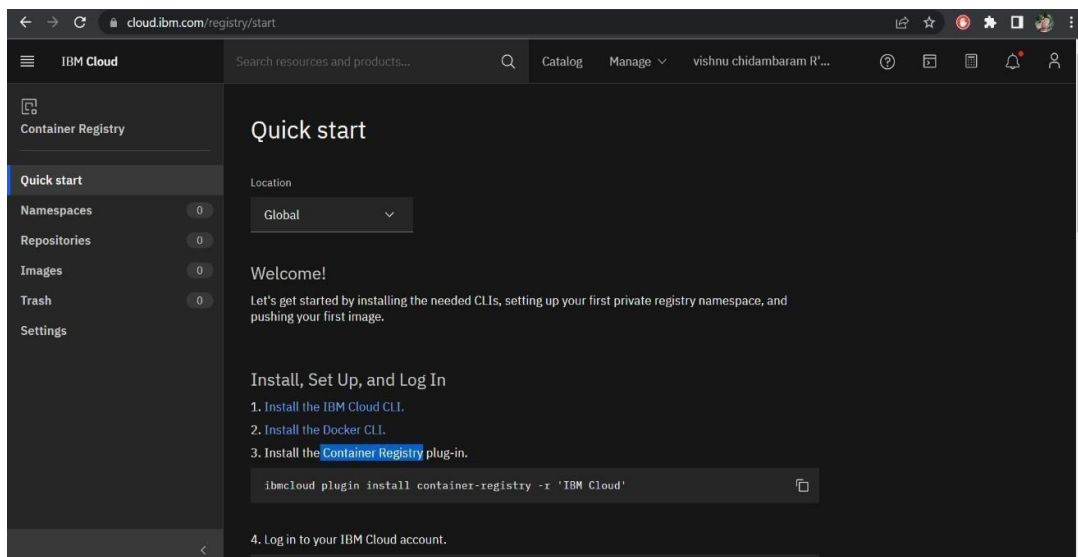 cloud.ibm.com/registry/start
IBM Cloud
Search resources and products...
Catalog
Manage
vishnu chidambaram R'...
Container Registry
Quick start
Namespaces 0
Repositories 0
Images 0
Trash 0
Settings
Quick start
Location
Global
Welcome!
Let's get started by installing the needed CLIs, setting up your first private registry namespace, and
pushing your first image.
Install, Set Up, and Log In
1. Install the IBM Cloud CLI.
2. Install the Docker CLI.
3. Install the Container Registry plug-in.
ibmcloud plugin install container-registry -r 'IBM Cloud'
4. Log in to your IBM Cloud account.